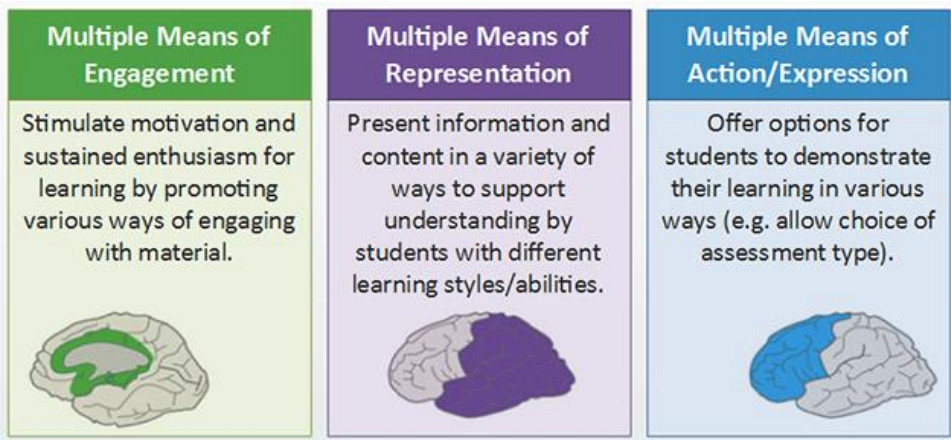 Multiple Means of
Engagement
Stimulate motivation and
sustained enthusiasm for
learning by promoting
various ways of engaging
with material.
Multiple Means of
Representation
Present information and
content in a variety of
ways to support
understanding by
students with different
learning styles/abilities.
Multiple Means of
Action/Expression
Offer options for
students to demonstrate
their learning in various
ways (e.g. allow choice of
assessment type).